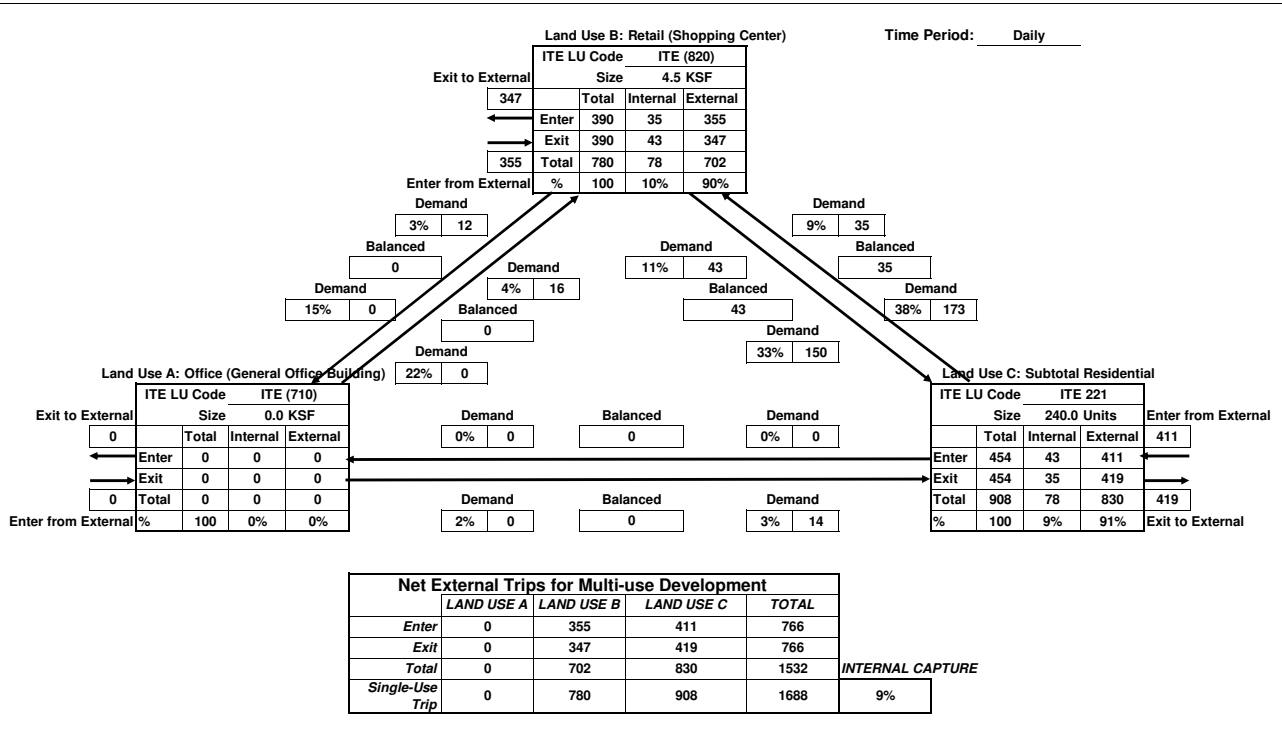 Land Use B: Retail (Shopping Center)
Time Period: Daily
ITE LU Code ITE (820)
Exit to External Size 4.5 KSF
347 Total Internal External
Enter 390 35 355
Exit 390 43 347
355 Total 780 78 702
Enter from External % 100 10% 90%
Demand Demand
3% 12 9% 35
Balanced Demand Balanced
0 11% 43 35
Demand
4% 16
Demand Balanced Demand
15% 0 43 38% 173
Balanced
0
Demand
33% 150
Demand
22% 0
Land Use A: Office (General Office Building)
ITE LU Code ITE (710)
Exit to External Size 0.0 KSF
0 Total Internal External
Enter 0 0 0
Exit 0 0 0
0 Total 0 0 0
Enter from External % 100 0% 0%
Demand Balanced Demand
0% 0 0 0% 0
Demand Balanced Demand
2% 0 0 3% 14
Land Use C: Subtotal Residential
ITE LU Code ITE 221
Size 240.0 Units Enter from External
Total Internal External 411
Enter 454 43 411
Exit 454 35 419
Total 908 78 830 419
% 100 9% 91% Exit to External
Net External Trips for Multi-use Development
LAND USE A LAND USE B LAND USE C TOTAL
Enter 0 355 411 766
Exit 0 347 419 766
Total 0 702 830 1532 INTERNAL CAPTURE
Single-Use
Trip 0 780 908 1688 9%